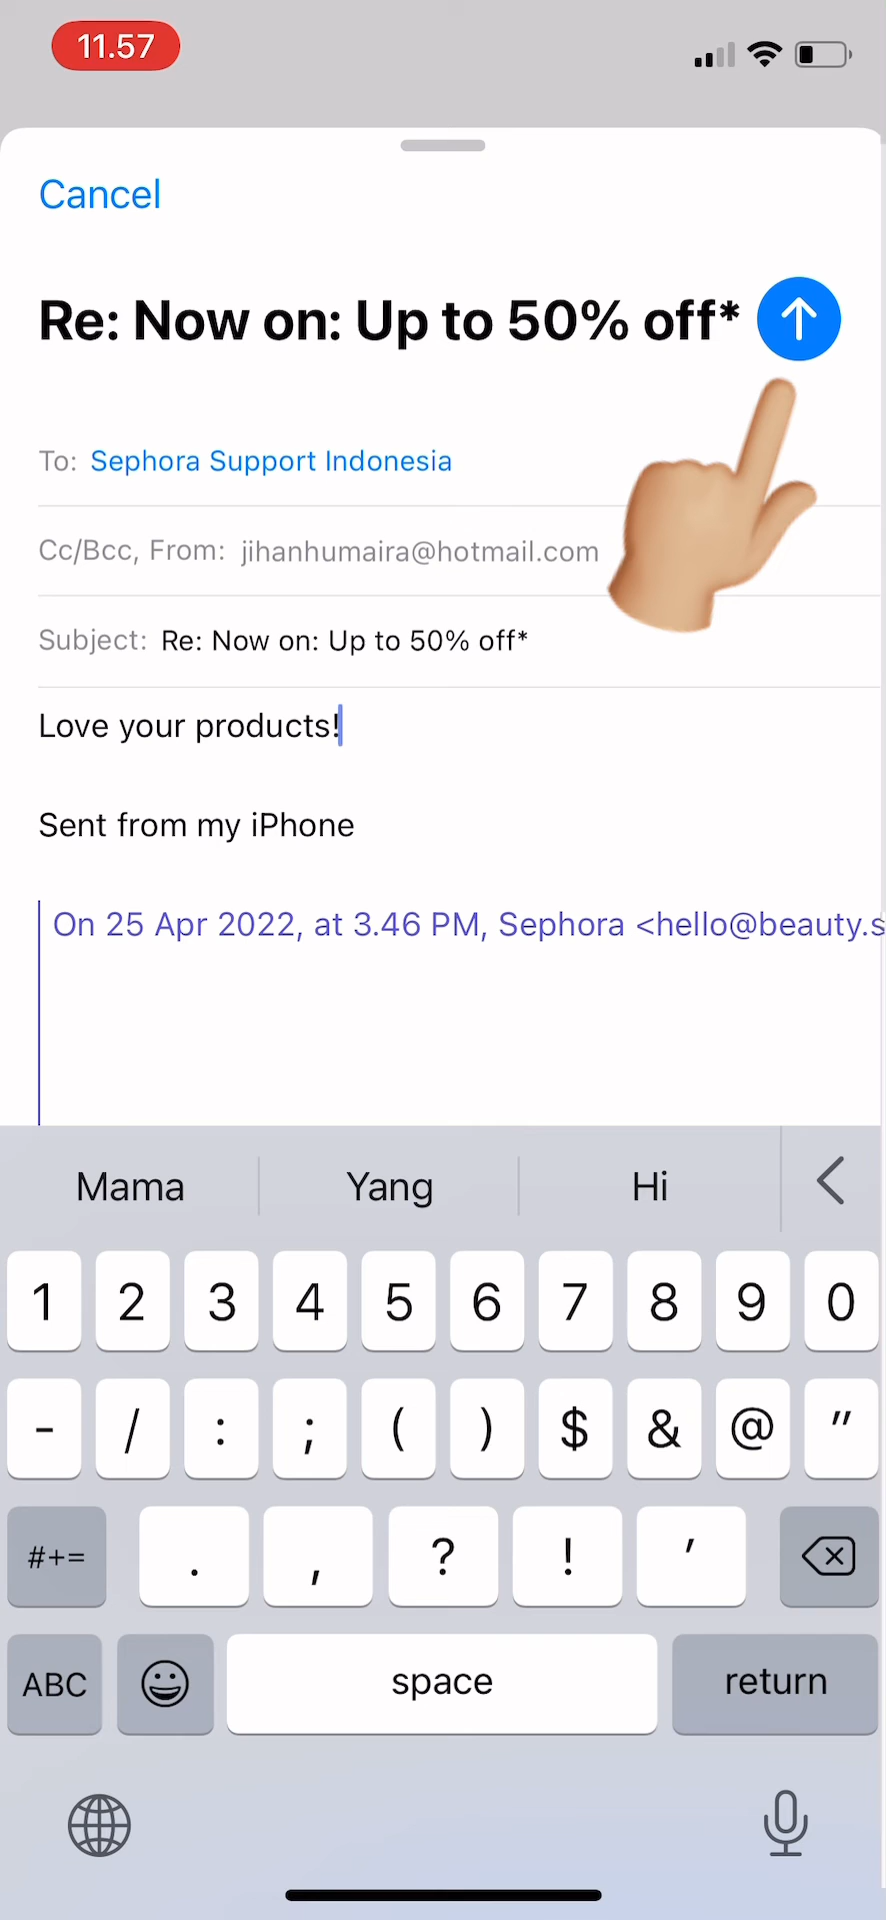 11.57
Cancel
Re: Now on: Up to 50% off*
To: Sephora Support Indonesia
Cc/Bcc, From: jihanhumaira@hotmail.com
Subject: Re: Now on: Up to 50% off*
Love your products!
Sent from my iPhone
On 25 Apr 2022, at 3.46 PM, Sephora <hello@beauty.s
Mama Yang Hi
1 2 3 4 5 6 7 8 9 0
- / : ; ( ) $ & @ "
#+= . , ? ! '
ABC space return